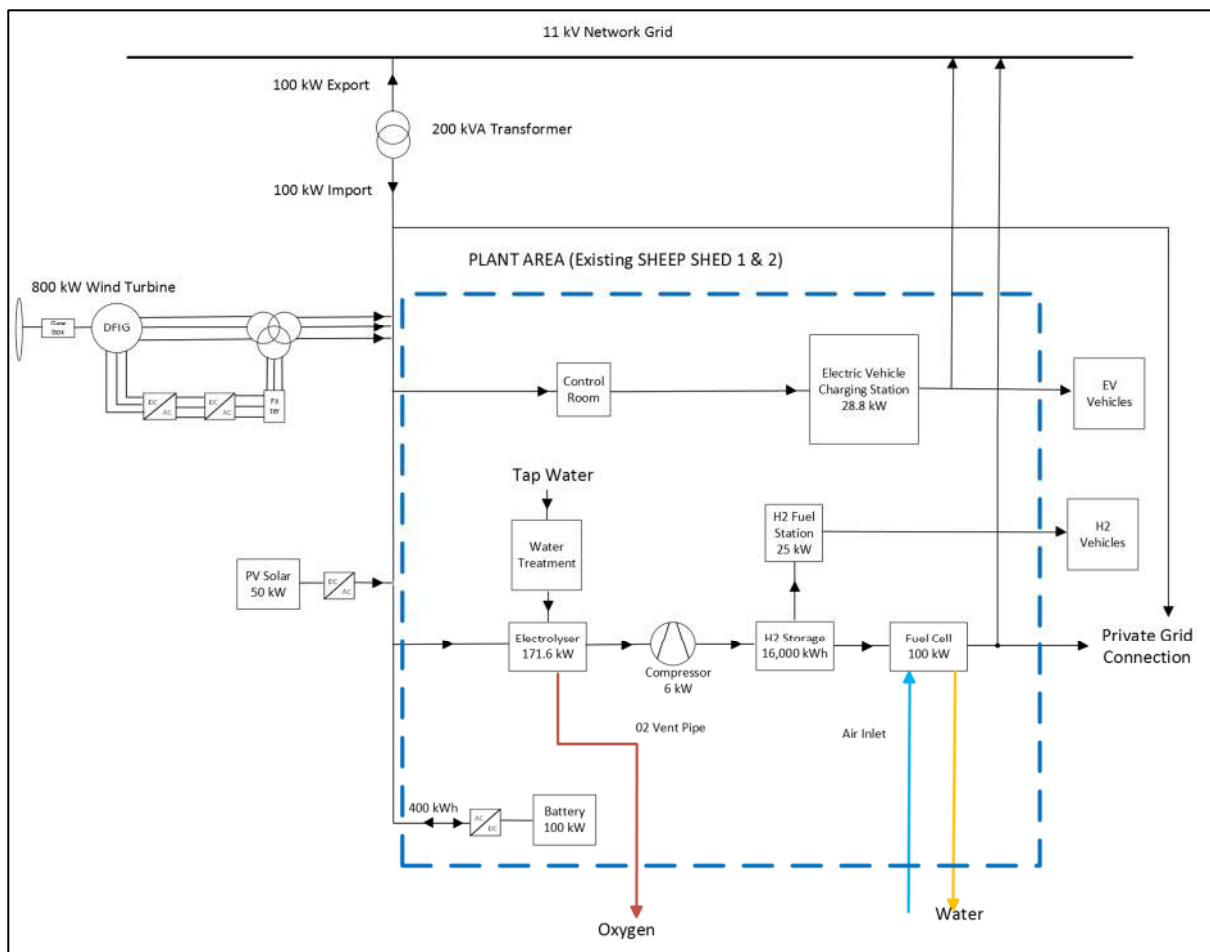 11 kV Network Grid
100 kW Export
200 kVA Transformer
100 kW Import
PLANT AREA (Existing SHEEP SHED 1 & 2)
800 kW Wind Turbine
Gear
box
DFIG
DC
AC
DC
AC
Fil
ter
Control
Room
Electric Vehicle
Charging Station
28.8 kW
EV
Vehicles
Tap Water
Water
Treatment
H2 Fuel
Station
25 kW
H2
Vehicles
PV Solar
50 kW
DC
AC
Electrolyser
171.6 kW
Compressor
6 kW
H2 Storage
16,000 kWh
Fuel Cell
100 kW
Private Grid
Connection
02 Vent Pipe
Air Inlet
400 kWh
AC
DC
Battery
100 kW
Oxygen
Water